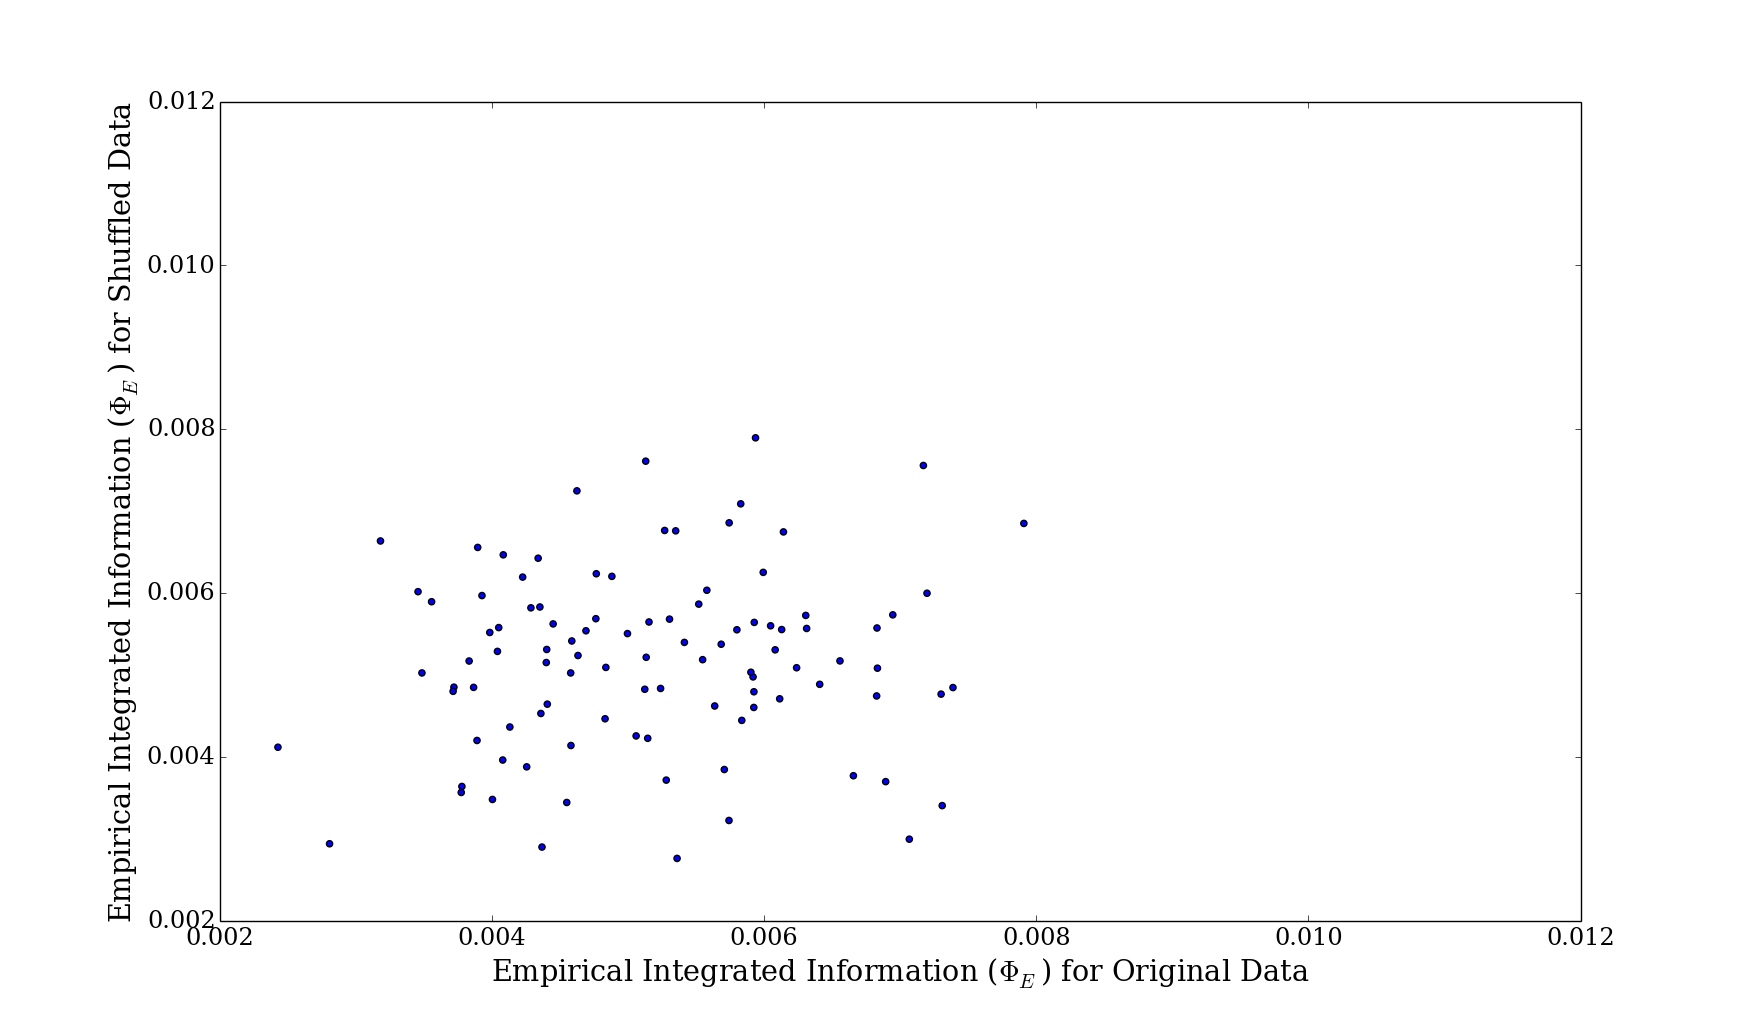 0.012
0.010
0.008
0.006
0.004
0.002
Empirical Integrated Information (Φ_E) for Shuffled Data
0.002 0.004 0.006 0.008 0.010 0.012
Empirical Integrated Information (Φ_E) for Original Data